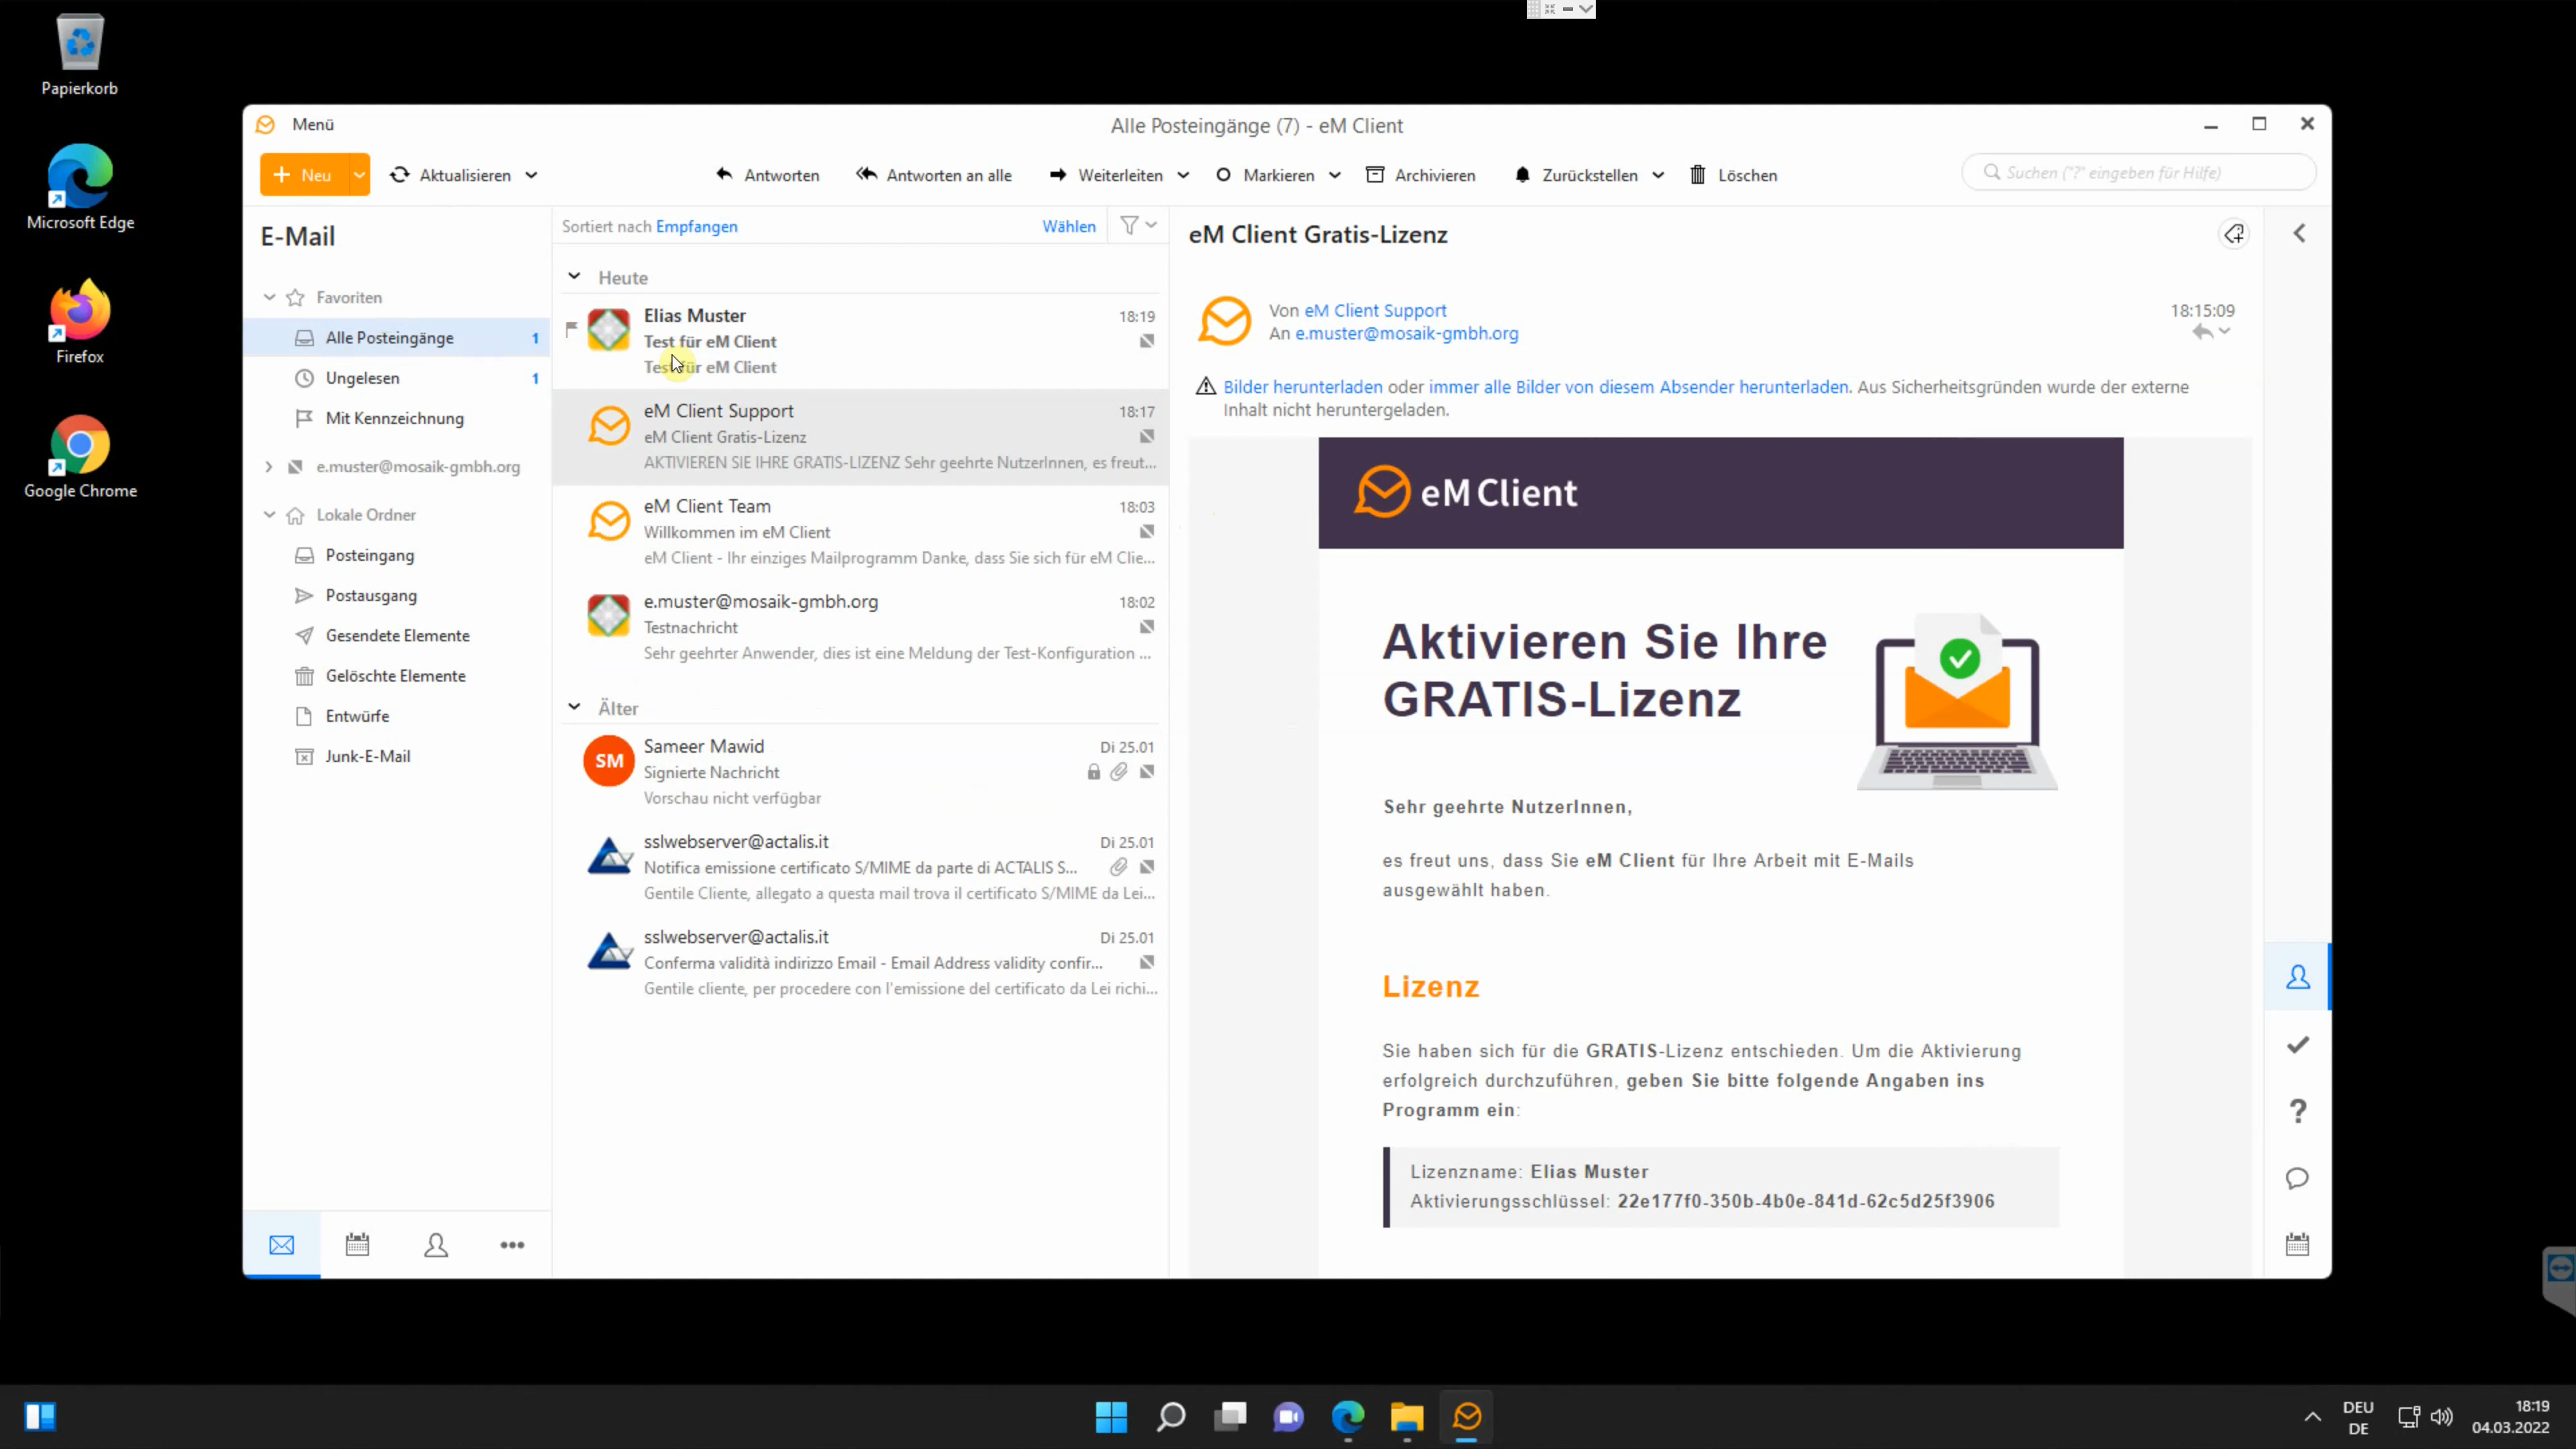 Papierkorb
Microsoft Edge
Firefox
Google Chrome
Menü
Alle Posteingänge (7) - eM Client
Neu
Aktualisieren
Antworten
Antworten an alle
Weiterleiten
Markieren
Archivieren
Zurückstellen
Löschen
Suchen ("?" eingeben für Hilfe)
E-Mail
Favoriten
Alle Posteingänge 1
Ungelesen 1
Mit Kennzeichnung
e.muster@mosaik-gmbh.org
Lokale Ordner
Posteingang
Postausgang
Gesendete Elemente
Gelöschte Elemente
Entwürfe
Junk-E-Mail
Sortiert nach Empfangen Wählen
Heute
Elias Muster 18:19
Test für eM Client
Test für eM Client
eM Client Support 18:17
eM Client Gratis-Lizenz
AKTIVIEREN SIE IHRE GRATIS-LIZENZ Sehr geehrte NutzerInnen, es freut...
eM Client Team 18:03
Willkommen im eM Client
eM Client - Ihr einziges Mailprogramm Danke, dass Sie sich für eM Clie...
e.muster@mosaik-gmbh.org 18:02
Testnachricht
Sehr geehrter Anwender, dies ist eine Meldung der Test-Konfiguration ...
Älter
SM
Sameer Mawid Di 25.01
Signierte Nachricht
Vorschau nicht verfügbar
sslwebserver@actalis.it Di 25.01
Notifica emissione certificato S/MIME da parte di ACTALIS S...
Gentile Cliente, allegato a questa mail trova il certificato S/MIME da Lei...
sslwebserver@actalis.it Di 25.01
Conferma validità indirizzo Email - Email Address validity confir...
Gentile cliente, per procedere con l'emissione del certificato da Lei richi...
eM Client Gratis-Lizenz
Von eM Client Support 18:15:09
An e.muster@mosaik-gmbh.org
Bilder herunterladen oder immer alle Bilder von diesem Absender herunterladen. Aus Sicherheitsgründen wurde der externe
Inhalt nicht heruntergeladen.
eM Client
Aktivieren Sie Ihre
GRATIS-Lizenz
Sehr geehrte NutzerInnen,
es freut uns, dass Sie eM Client für Ihre Arbeit mit E-Mails
ausgewählt haben.
Lizenz
Sie haben sich für die GRATIS-Lizenz entschieden. Um die Aktivierung
erfolgreich durchzuführen, geben Sie bitte folgende Angaben ins
Programm ein:
Lizenzname: Elias Muster
Aktivierungsschlüssel: 22e177f0-350b-4b0e-841d-62c5d25f3906
DEU
DE
18:19
04.03.2022